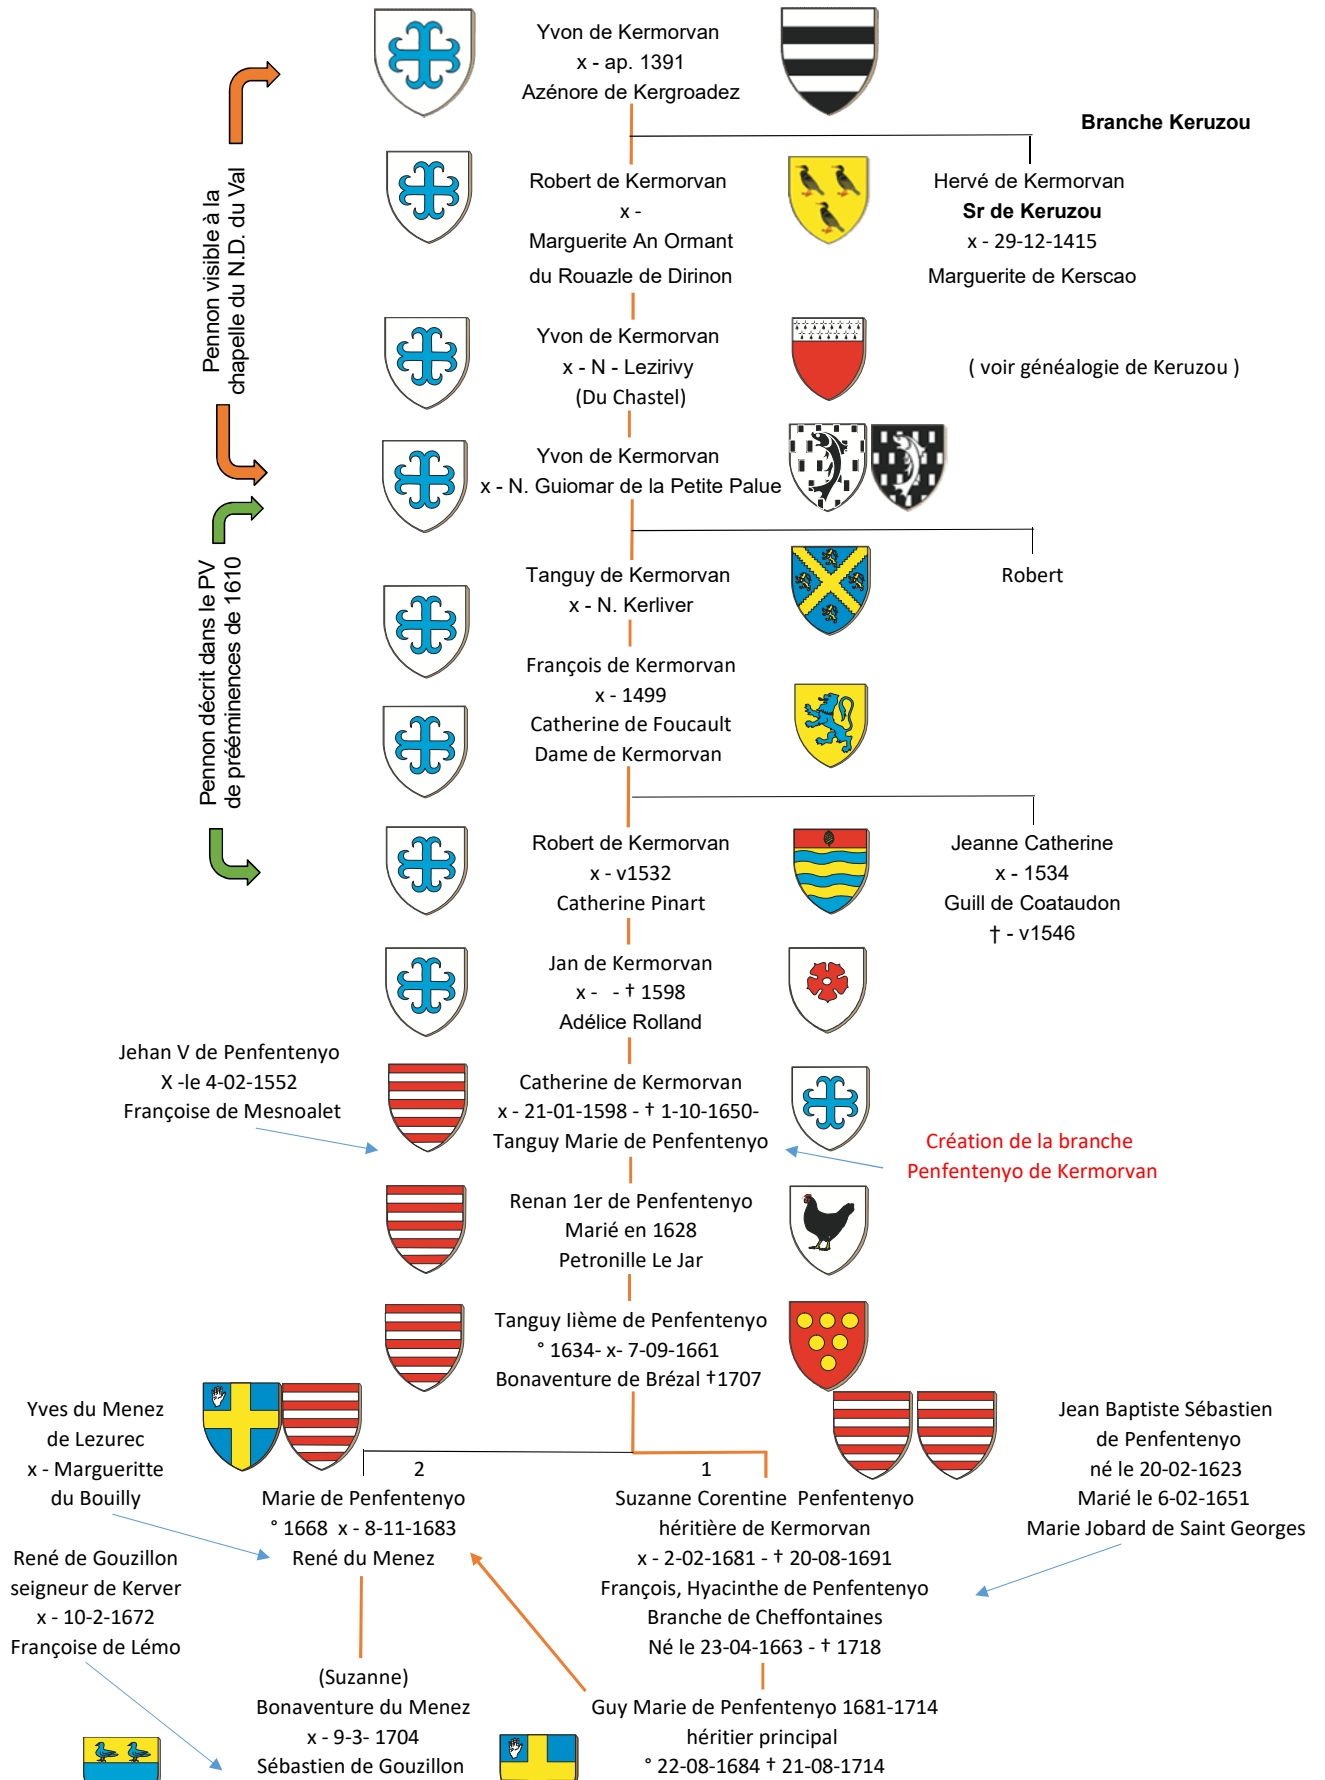 Yvon de Kermorvan
x - ap. 1391
Azénore de Kergroadez
Branche Keruzou
Pennon visible à la
chapelle du N.D. du Val
Robert de Kermorvan
x -
Marguerite An Ormant
du Rouazle de Dirinon
Hervé de Kermorvan
Sr de Keruzou
x - 29-12-1415
Marguerite de Kerscao
Yvon de Kermorvan
x - N - Lezirivy
(Du Chastel)
( voir généalogie de Keruzou )
Yvon de Kermorvan
x - N. Guiomar de la Petite Palue
Pennon décrit dans le PV
de prééminences de 1610
Tanguy de Kermorvan
x - N. Kerliver
Robert
François de Kermorvan
x - 1499
Catherine de Foucault
Dame de Kermorvan
Robert de Kermorvan
x - v1532
Catherine Pinart
Jeanne Catherine
x - 1534
Guill de Coataudon
† - v1546
Jan de Kermorvan
x - - † 1598
Adélice Rolland
Jehan V de Penfentenyo
X -le 4-02-1552
Françoise de Mesnoalet
Catherine de Kermorvan
x - 21-01-1598 - † 1-10-1650-
Tanguy Marie de Penfentenyo
Création de la branche
Penfentenyo de Kermorvan
Renan 1er de Penfentenyo
Marié en 1628
Petronille Le Jar
Tanguy Iième de Penfentenyo
° 1634- x- 7-09-1661
Bonaventure de Brézal †1707
Yves du Menez
de Lezurec
x - Margueritte
du Bouilly
Jean Baptiste Sébastien
de Penfentenyo
né le 20-02-1623
Marié le 6-02-1651
Marie Jobard de Saint Georges
2
Marie de Penfentenyo
° 1668 x - 8-11-1683
René du Menez
1
Suzanne Corentine Penfentenyo
héritière de Kermorvan
x - 2-02-1681 - † 20-08-1691
François, Hyacinthe de Penfentenyo
Branche de Cheffontaines
Né le 23-04-1663 - † 1718
René de Gouzillon
seigneur de Kerver
x - 10-2-1672
Françoise de Lémo
(Suzanne)
Bonaventure du Menez
x - 9-3- 1704
Sébastien de Gouzillon
Guy Marie de Penfentenyo 1681-1714
héritier principal
° 22-08-1684 † 21-08-1714